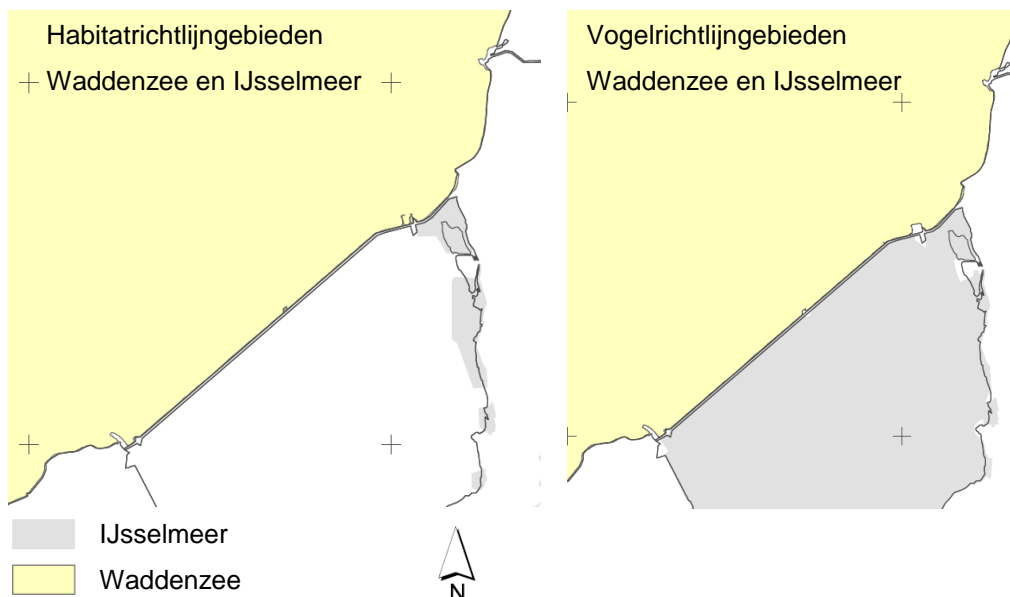 Habitatrichtlijngebieden
Waddenzee en IJsselmeer
Vogelrichtlijngebieden
Waddenzee en IJsselmeer
IJsselmeer
Waddenzee
N